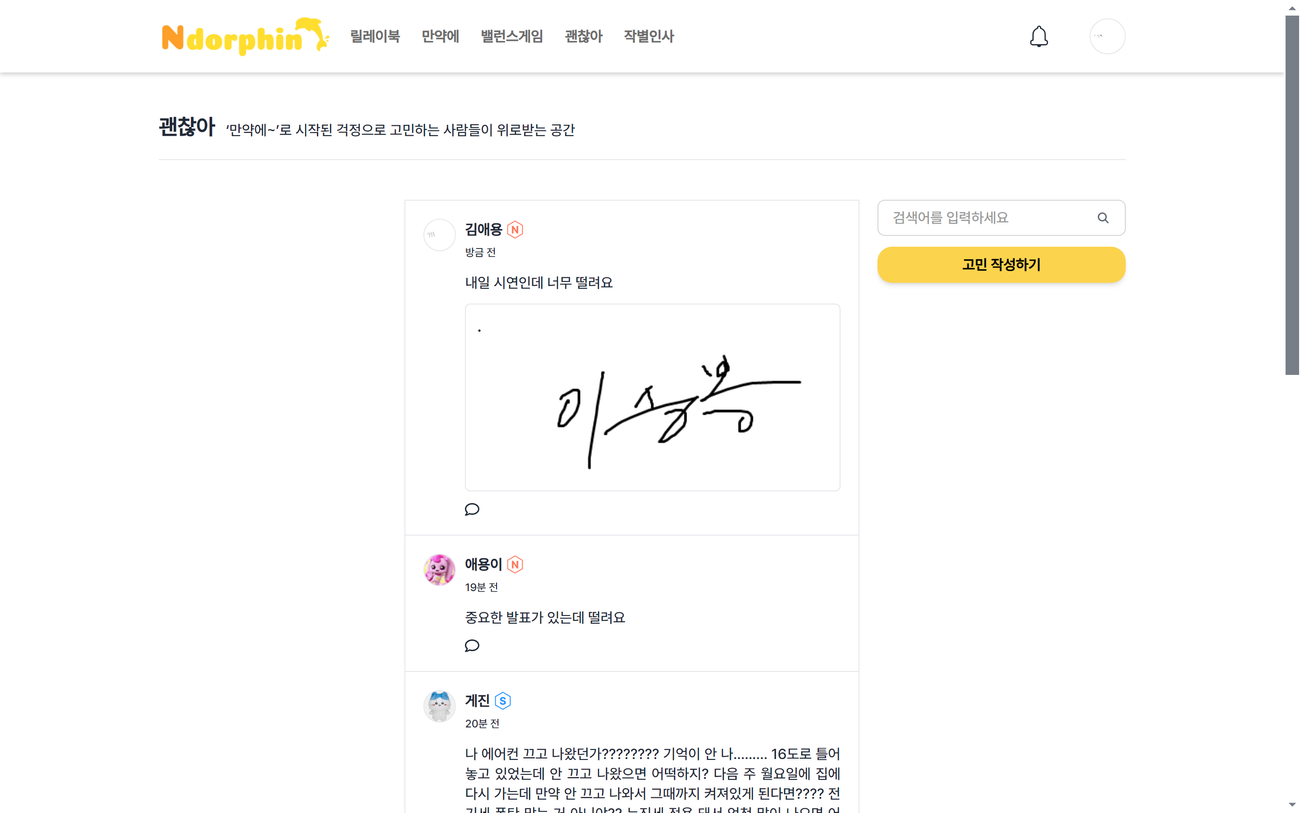 Ndorphin
릴레이북 만약에 밸런스게임 괜찮아 작별인사
괜찮아 ‘만약에~’로 시작된 걱정으로 고민하는 사람들이 위로받는 공간
검색어를 입력하세요
고민 작성하기
김애용 N
방금 전
내일 시연인데 너무 떨려요
애용이 N
19분 전
중요한 발표가 있는데 떨려요
게진 S
20분 전
나 에어컨 끄고 나왔던가???????? 기억이 안 나......... 16도로 틀어
놓고 있었는데 안 끄고 나왔으면 어떡하지? 다음 주 월요일에 집에
다시 가는데 만약 안 끄고 나와서 그때까지 켜져있게 된다면???? 전